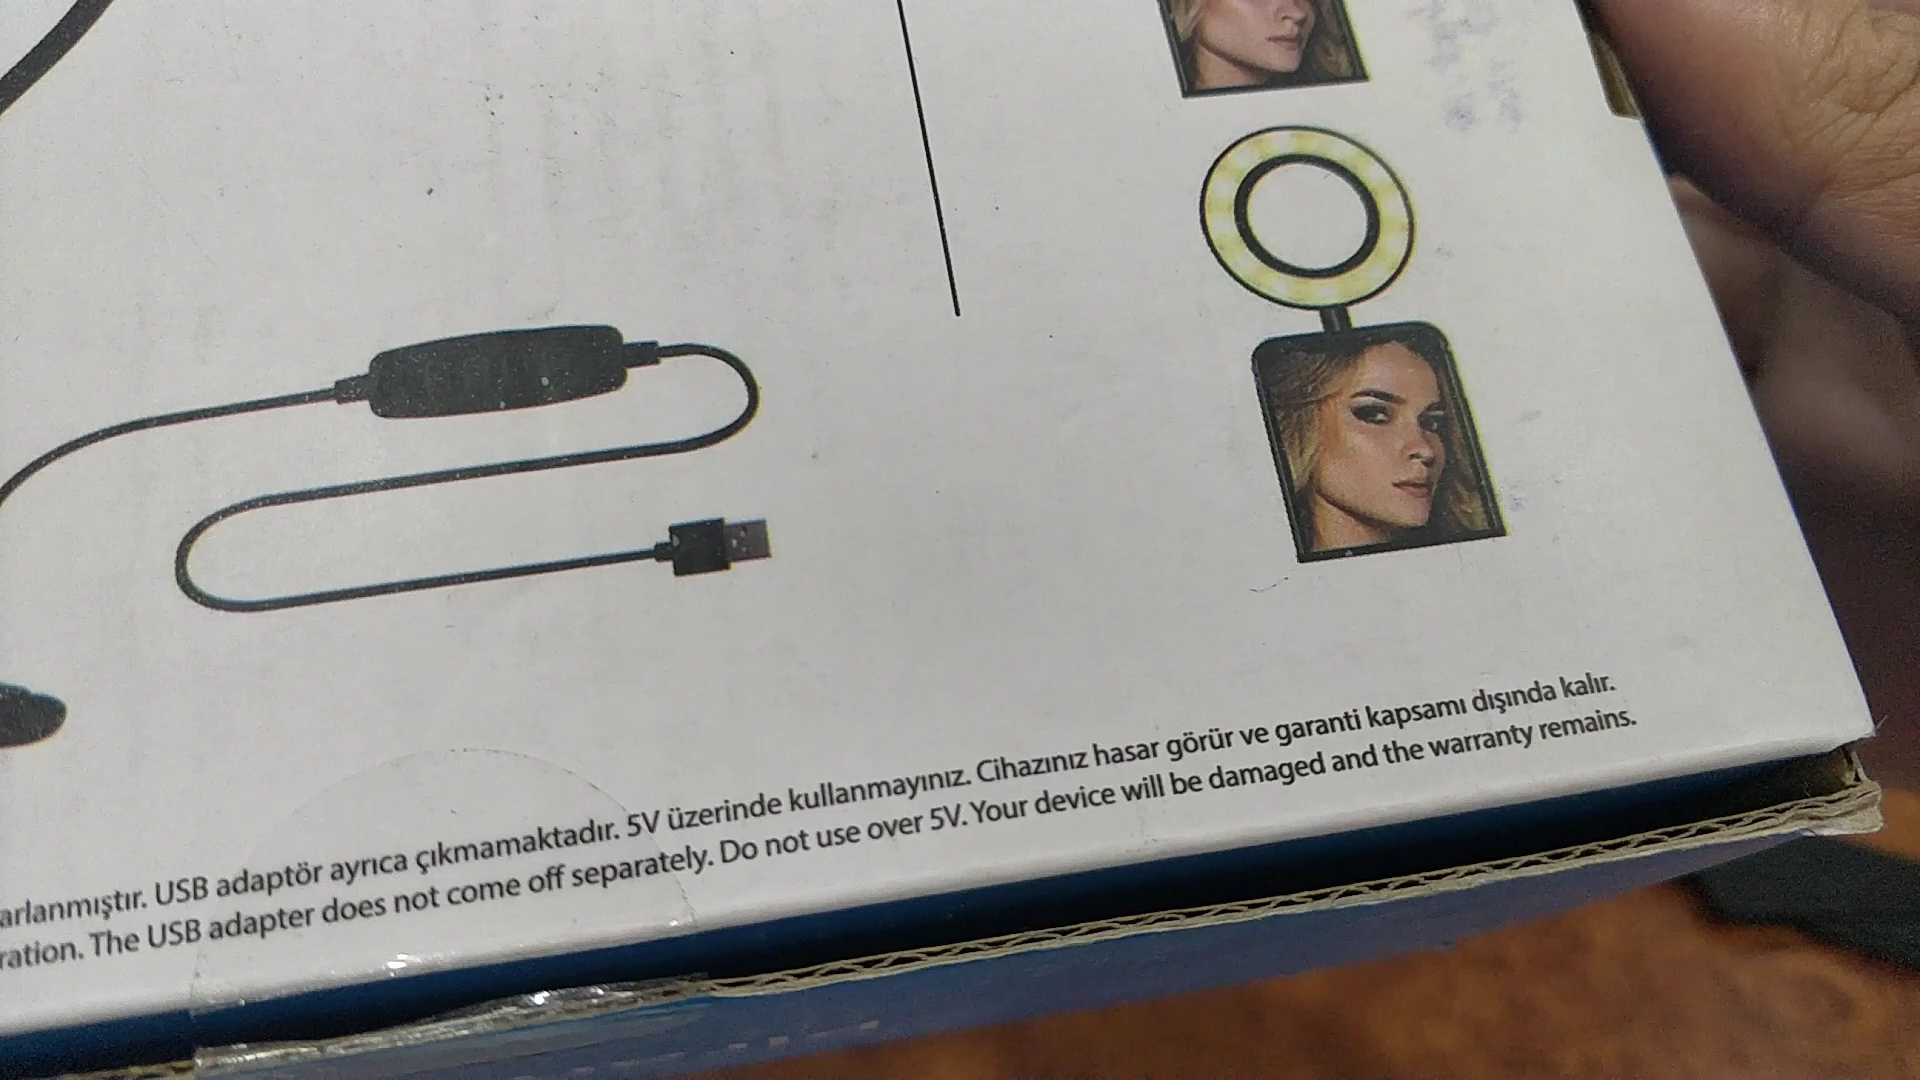 arlanmıştır. USB adaptör ayrıca çıkmamaktadır. 5V üzerinde kullanmayınız. Cihazınız hasar görür ve garanti kapsamı dışında kalır.
ration. The USB adapter does not come off separately. Do not use over 5V. Your device will be damaged and the warranty remains.